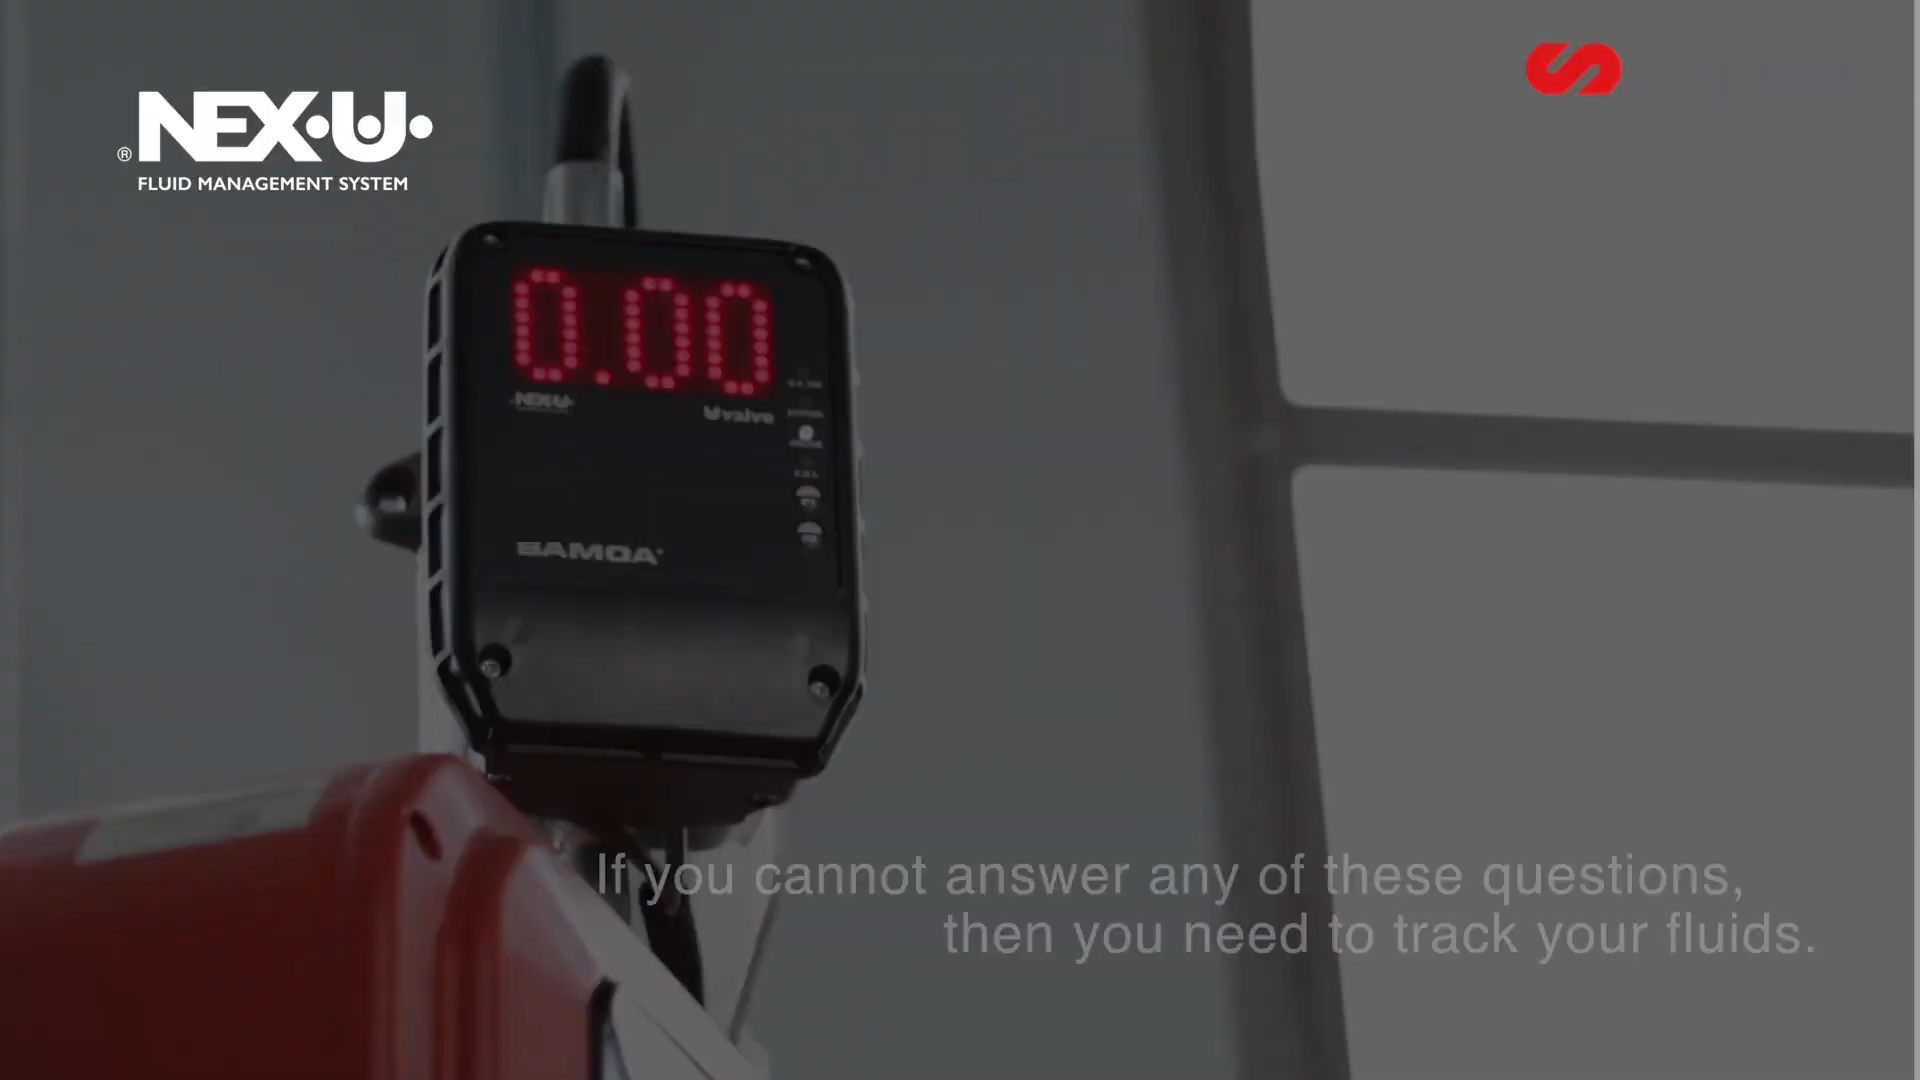 ® NEX·U·
FLUID MANAGEMENT SYSTEM
0.00
NEX·U·
Uvalve
SAMOA
If you cannot answer any of these questions,
then you need to track your fluids.